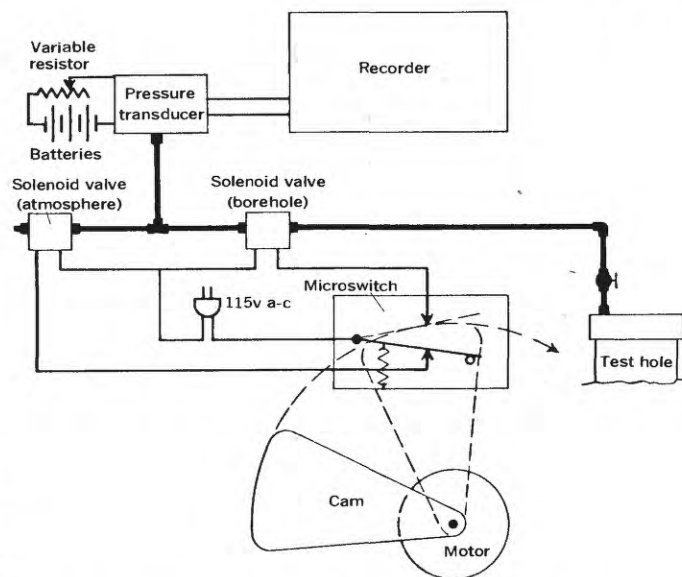 Variable
resistor
Recorder
Pressure
transducer
Batteries
Solenoid valve
(atmosphere)
Solenoid valve
(borehole)
Microswitch
115v a-c
Test hole
Cam
Motor